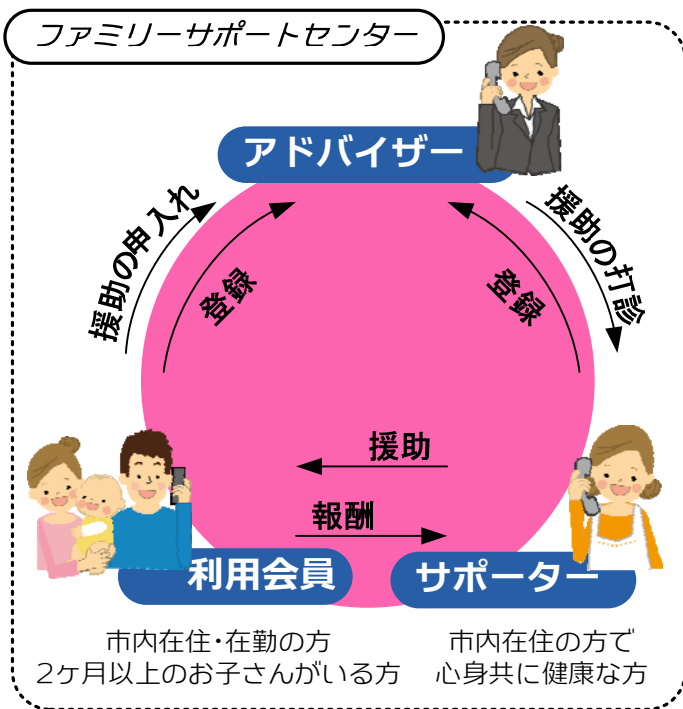 ファミリーサポートセンター
アドバイザー
援助の申入れ
登録
登録
援助の打診
援助
報酬
利用会員
サポーター
市内在住・在勤の方
2ヶ月以上のお子さんがいる方
市内在住の方で
心身共に健康な方